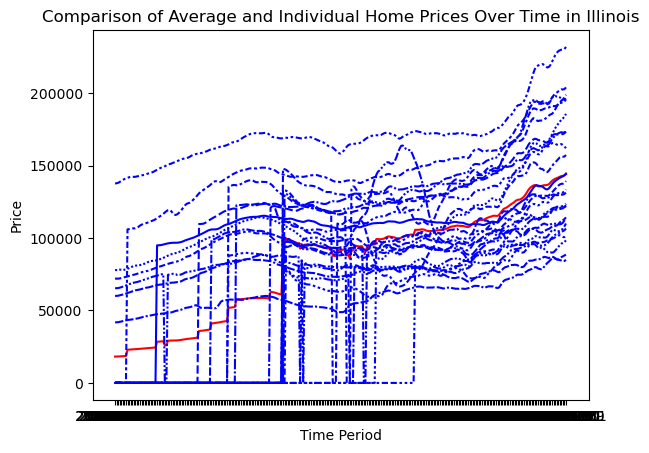 Comparison of Average and Individual Home Prices Over Time in Illinois
Price
200000
150000
100000
50000
0
Time Period